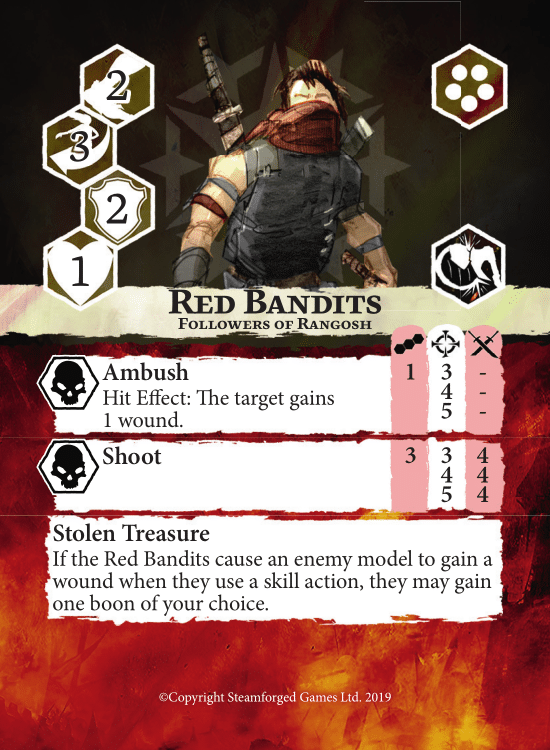 2
3
2
1
Red Bandits
Followers of Rangosh
Ambush 1 3 -
Hit Effect: The target gains 4 -
1 wound. 5 -
Shoot 3 3 4
4 4
5 4
Stolen Treasure
If the Red Bandits cause an enemy model to gain a
wound when they use a skill action, they may gain
one boon of your choice.
©Copyright Steamforged Games Ltd. 2019